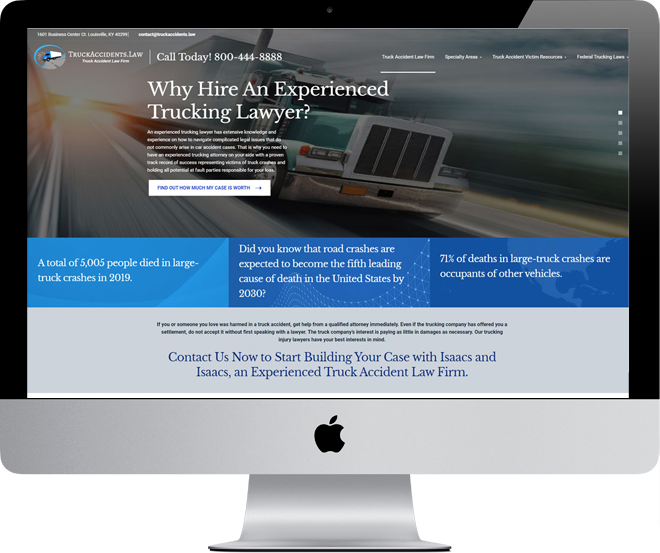 1601 Business Center Ct. Louisville, KY 40299 | contact@truckaccidents.law
TRUCKACCIDENTS.LAW
Truck Accident Law Firm
Call Today! 800-444-8888
Truck Accident Law Firm
Specialty Areas
Truck Accident Victim Resources
Federal Trucking Laws
Why Hire An Experienced
Trucking Lawyer?
An experienced trucking lawyer has extensive knowledge and
experience on how to navigate complicated legal issues that do
not commonly arise in car accident cases. That is why you need to
have an experienced trucking attorney on your side with a proven
track record of success representing victims of truck crashes and
holding all potential at fault parties responsible for your loss.
FIND OUT HOW MUCH MY CASE IS WORTH
A total of 5,005 people died in large-
truck crashes in 2019.
Did you know that road crashes are
expected to become the fifth leading
cause of death in the United States by
2030?
71% of deaths in large-truck crashes are
occupants of other vehicles.
If you or someone you love was harmed in a truck accident, get help from a qualified attorney immediately. Even if the trucking company has offered you a
settlement, do not accept it without first speaking with a lawyer. The truck company's interest is paying as little in damages as necessary. Our trucking
injury lawyers have your best interests in mind.
Contact Us Now to Start Building Your Case with Isaacs and
Isaacs, an Experienced Truck Accident Law Firm.